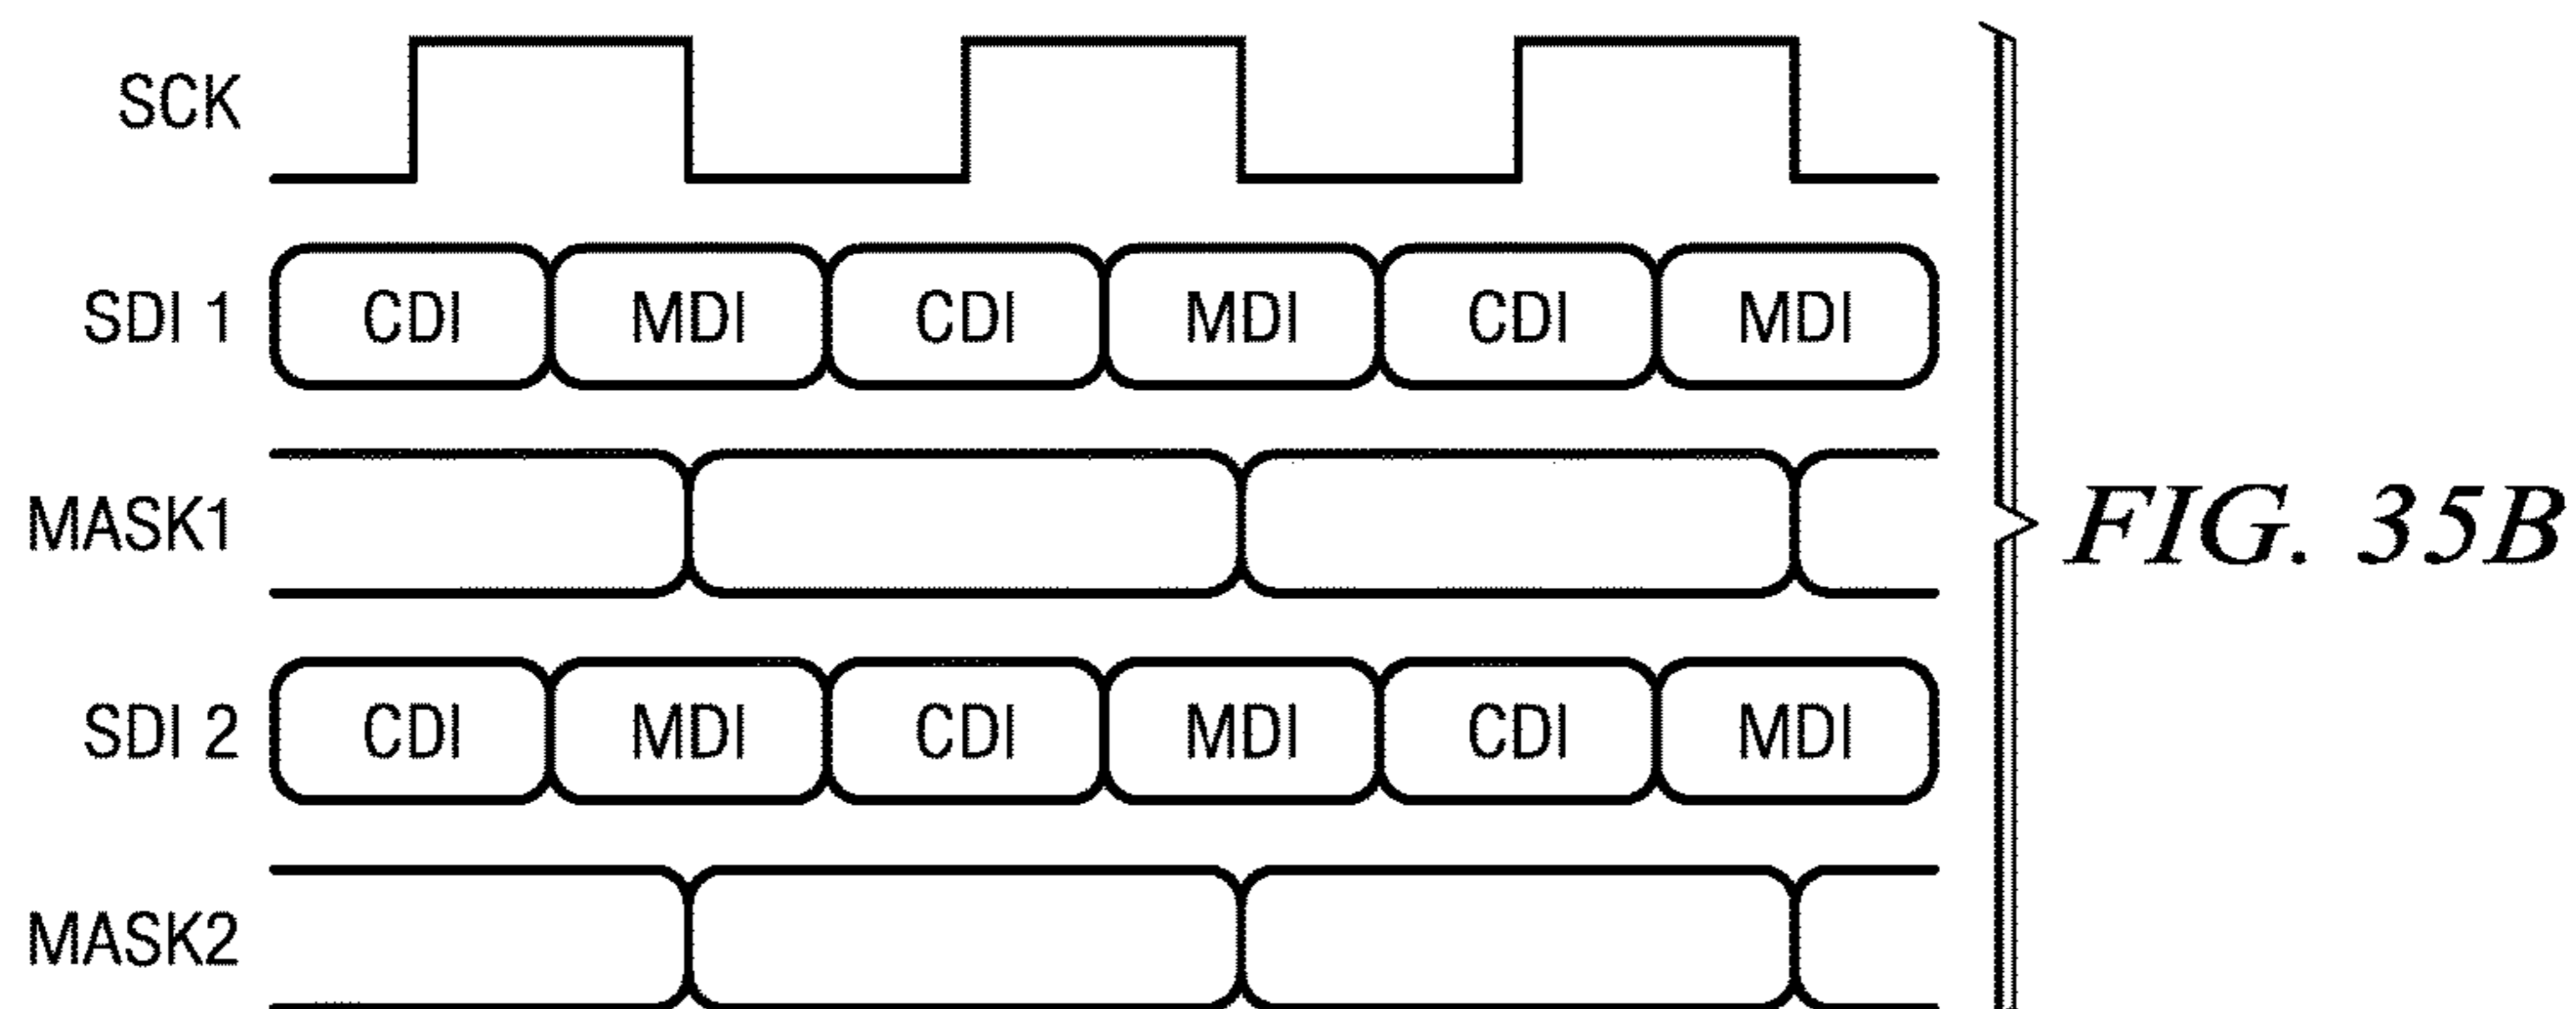 SCK
SDI 1 CDI MDI CDI MDI CDI MDI
MASK1
FIG. 35B
SDI 2 CDI MDI CDI MDI CDI MDI
MASK2